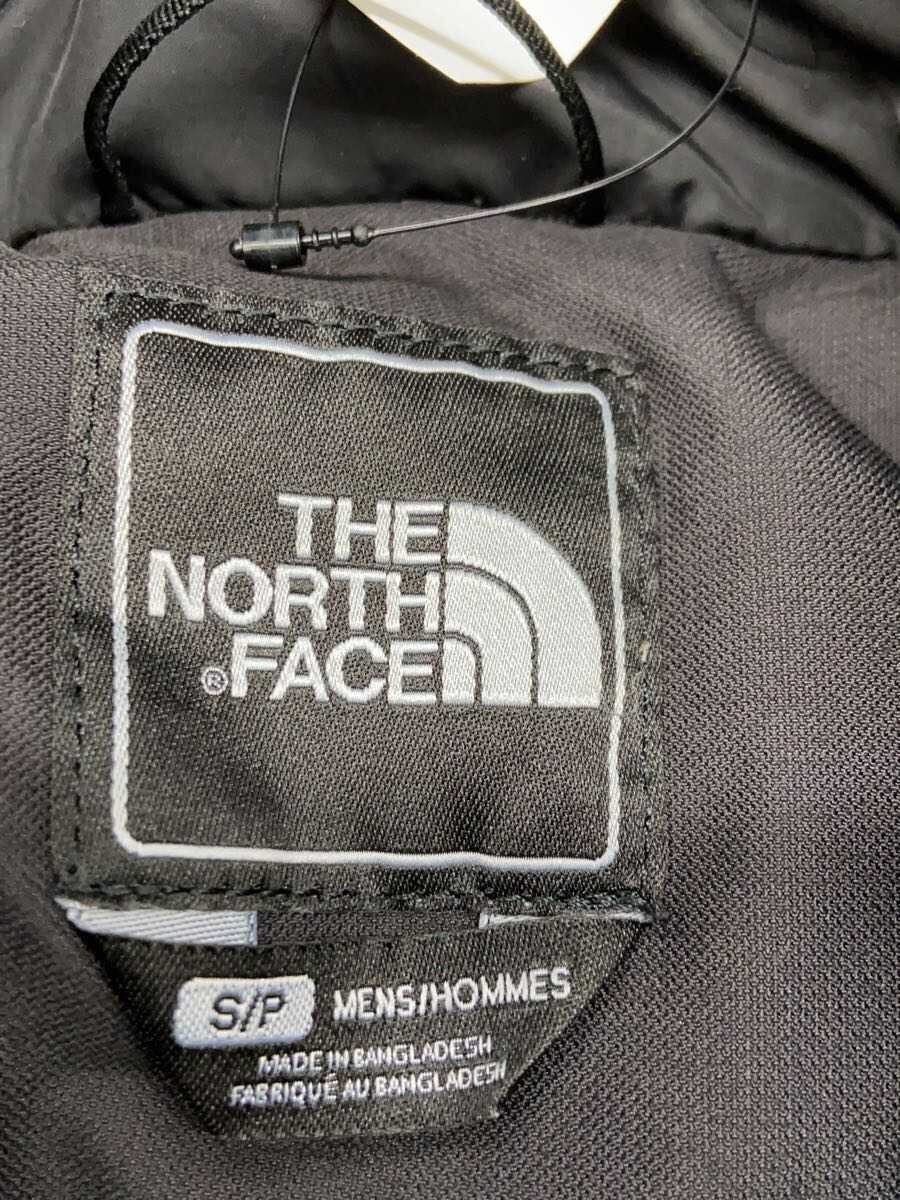 THE
NORTH
®FACE
S/P MENS/HOMMES
MADE IN BANGLADESH
FABRIQUÉ AU BANGLADESH